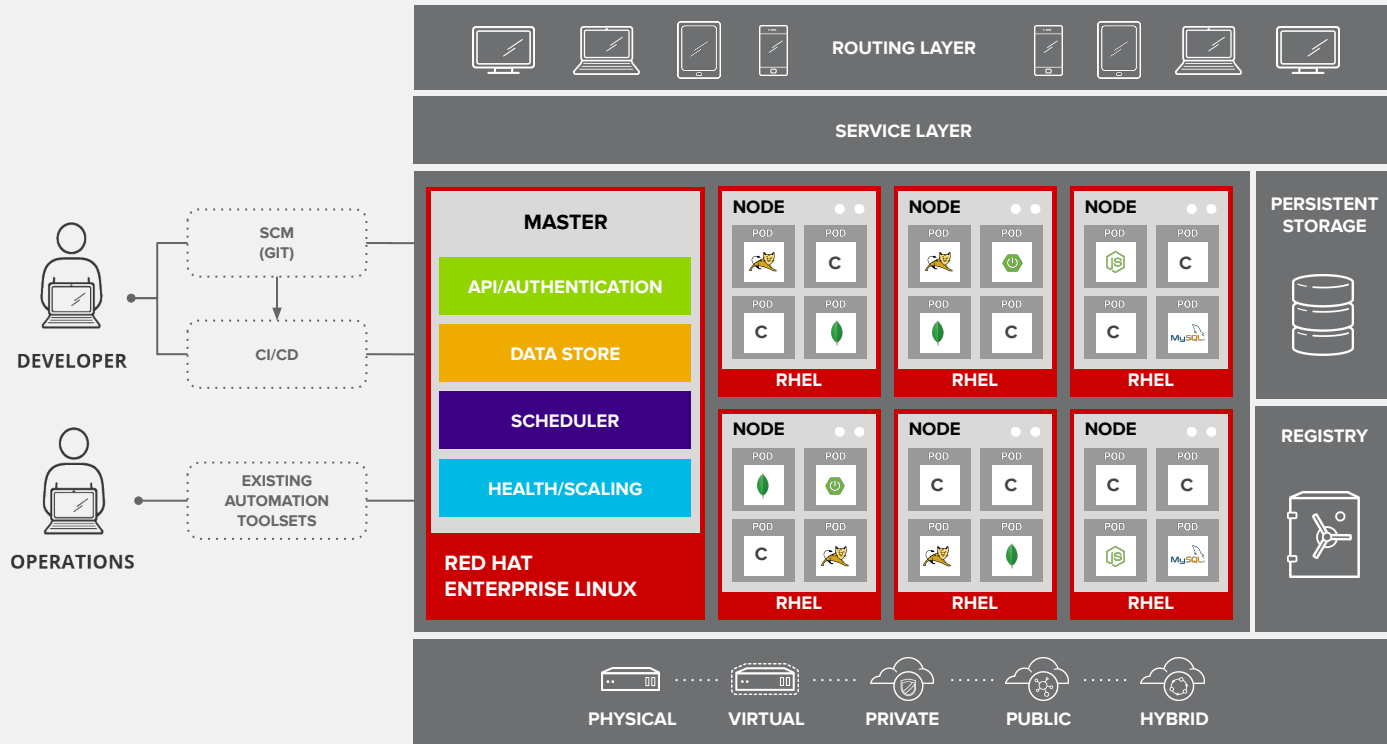 ROUTING LAYER
SERVICE LAYER
DEVELOPER
SCM
(GIT)
CI/CD
OPERATIONS
EXISTING
AUTOMATION
TOOLSETS
MASTER
API/AUTHENTICATION
DATA STORE
SCHEDULER
HEALTH/SCALING
RED HAT
ENTERPRISE LINUX
NODE
POD
POD
C
POD
POD
C
RHEL
NODE
POD
POD
POD
POD
C
RHEL
NODE
POD
POD
JS
C
POD
POD
C
MySQL
RHEL
NODE
POD
POD
POD
POD
C
RHEL
NODE
POD
POD
C
C
POD
POD
RHEL
NODE
POD
POD
C
C
POD
POD
JS
MySQL
RHEL
PERSISTENT
STORAGE
REGISTRY
PHYSICAL
VIRTUAL
PRIVATE
PUBLIC
HYBRID